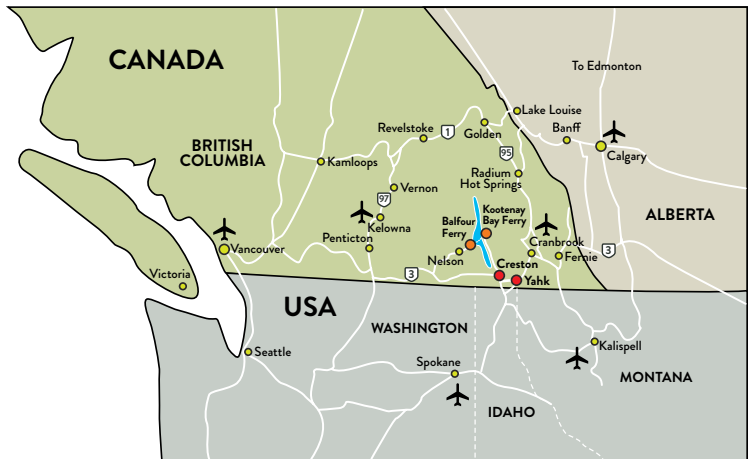 CANADA
To Edmonton
Lake Louise
Revelstoke
1
Golden
Banff
BRITISH
COLUMBIA
Kamloops
95
Calgary
Radium
Hot Springs
Vernon
97
Kelowna
Kootenay
Bay Ferry
ALBERTA
Balfour
Ferry
Penticton
Vancouver
Cranbrook
3
Nelson
Fernie
Creston
3
Victoria
Yahk
USA
WASHINGTON
Seattle
Kalispell
Spokane
MONTANA
IDAHO